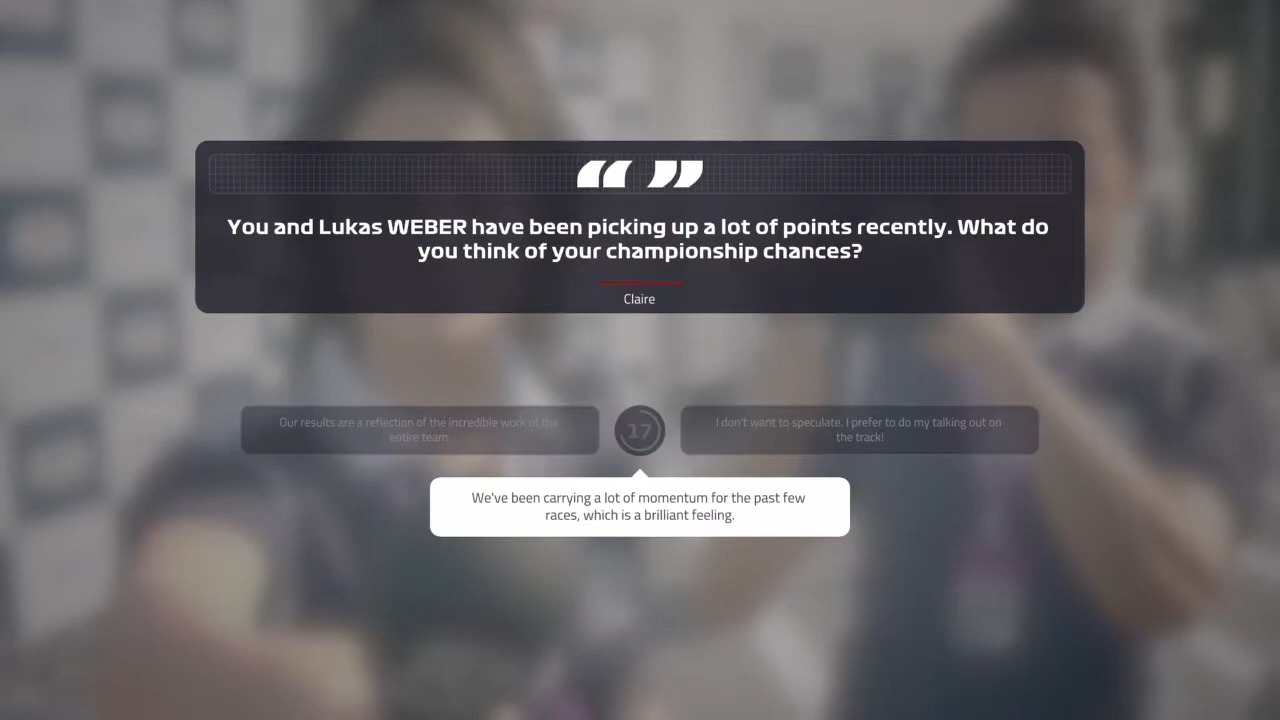 “ ”
You and Lukas WEBER have been picking up a lot of points recently. What do
you think of your championship chances?
Claire
Our results are a reflection of the incredible work of the
entire team
17
I don't want to speculate. I prefer to do my talking out on
the track!
We've been carrying a lot of momentum for the past few
races, which is a brilliant feeling.